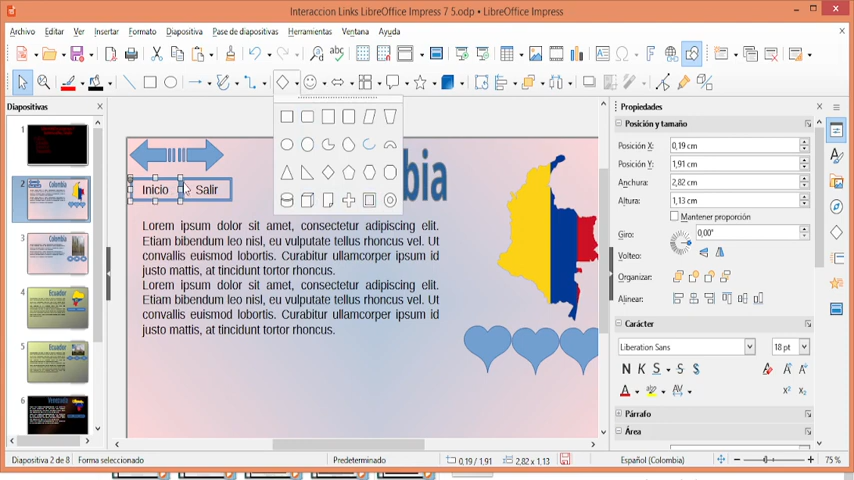 Interaccion Links LibreOffice Impress 7 5.odp • LibreOffice Impress
Archivo Editar Ver Insertar Formato Diapositiva Pase de diapositivas Herramientas Ventana Ayuda
Diapositivas
Propiedades
Posición y tamaño
Posición X: 0,19 cm
Posición Y: 1,91 cm
Anchura: 2,82 cm
Altura: 1,13 cm
Mantener proporción
Giro: 0,00°
Volteo:
Organizar:
Alinear:
Carácter
Liberation Sans 18 pt
Párrafo
Área
1
2
Colombia
3
4
Ecuador
5
Ecuador
6
Venezuela
bia
Inicio Salir
Lorem ipsum dolor sit amet, consectetur adipiscing elit.
Etiam bibendum leo nisl, eu vulputate tellus rhoncus vel. Ut
convallis euismod lobortis. Curabitur ullamcorper ipsum id
justo mattis, at tincidunt tortor rhoncus.
Lorem ipsum dolor sit amet, consectetur adipiscing elit.
Etiam bibendum leo nisl, eu vulputate tellus rhoncus vel. Ut
convallis euismod lobortis. Curabitur ullamcorper ipsum id
justo mattis, at tincidunt tortor rhoncus.
Diapositiva 2 de 8 Forma seleccionado Predeterminado 0,19 / 1,91 2,82 x 1,13 Español (Colombia) 75 %